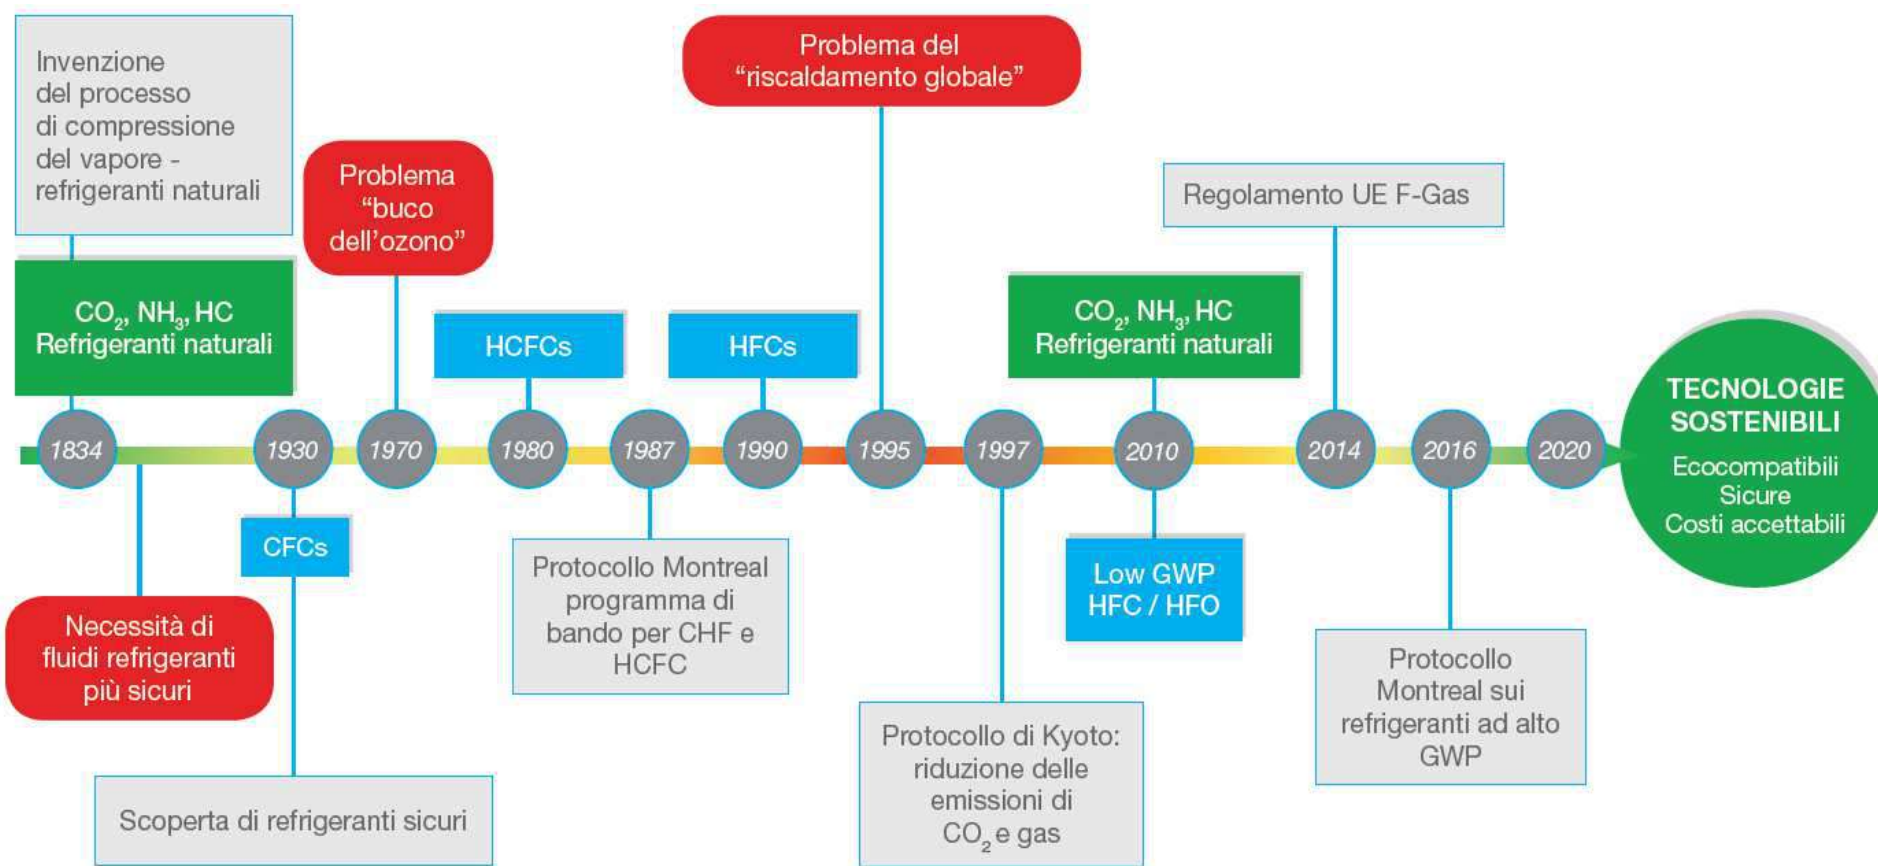 Invenzione
del processo
di compressione
del vapore -
refrigeranti naturali
CO₂, NH₃, HC
Refrigeranti naturali
Problema
“buco
dell’ozono”
HCFCs
HFCs
Problema del
“riscaldamento globale”
CO₂, NH₃, HC
Refrigeranti naturali
Regolamento UE F-Gas
1834
1930
1970
1980
1987
1990
1995
1997
2010
2014
2016
2020
TECNOLOGIE
SOSTENIBILI
Ecocompatibili
Sicure
Costi accettabili
Necessità di
fluidi refrigeranti
più sicuri
CFCs
Scoperta di refrigeranti sicuri
Protocollo Montreal
programma di
bando per CHF e
HCFC
Protocollo di Kyoto:
riduzione delle
emissioni di
CO₂ e gas
Low GWP
HFC / HFO
Protocollo
Montreal sui
refrigeranti ad alto
GWP